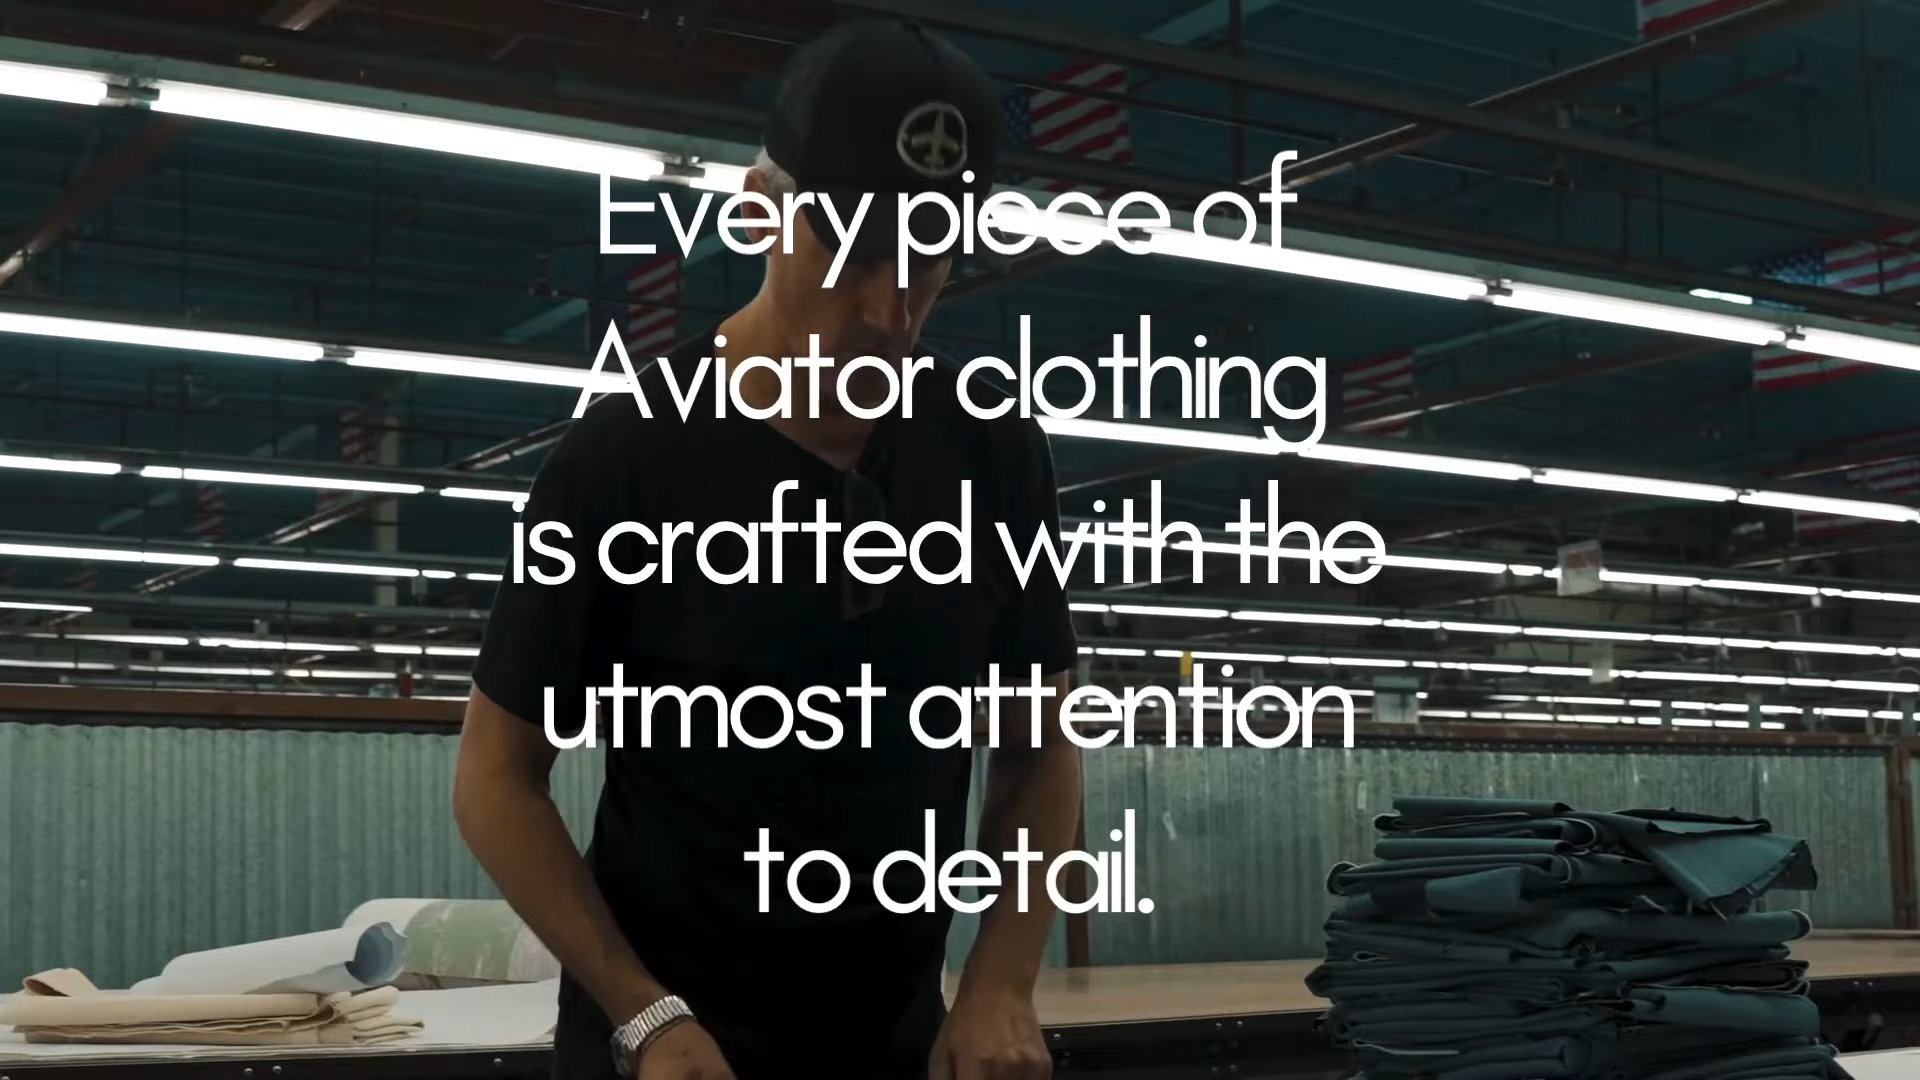 Every piece of
Aviator clothing
is crafted with the
utmost attention
to detail.